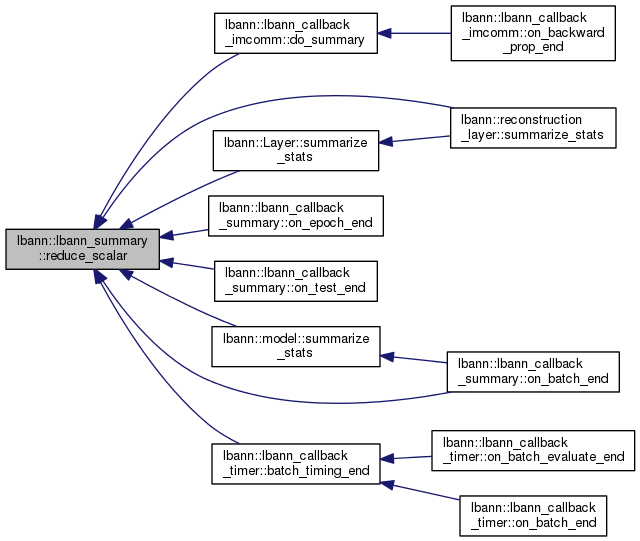 lbann::lbann_summary
::reduce_scalar
lbann::lbann_callback
_imcomm::do_summary
lbann::lbann_callback
_imcomm::on_backward
_prop_end
lbann::reconstruction
_layer::summarize_stats
lbann::Layer::summarize
_stats
lbann::lbann_callback
_summary::on_epoch_end
lbann::lbann_callback
_summary::on_test_end
lbann::model::summarize
_stats
lbann::lbann_callback
_summary::on_batch_end
lbann::lbann_callback
_timer::batch_timing_end
lbann::lbann_callback
_timer::on_batch_evaluate_end
lbann::lbann_callback
_timer::on_batch_end